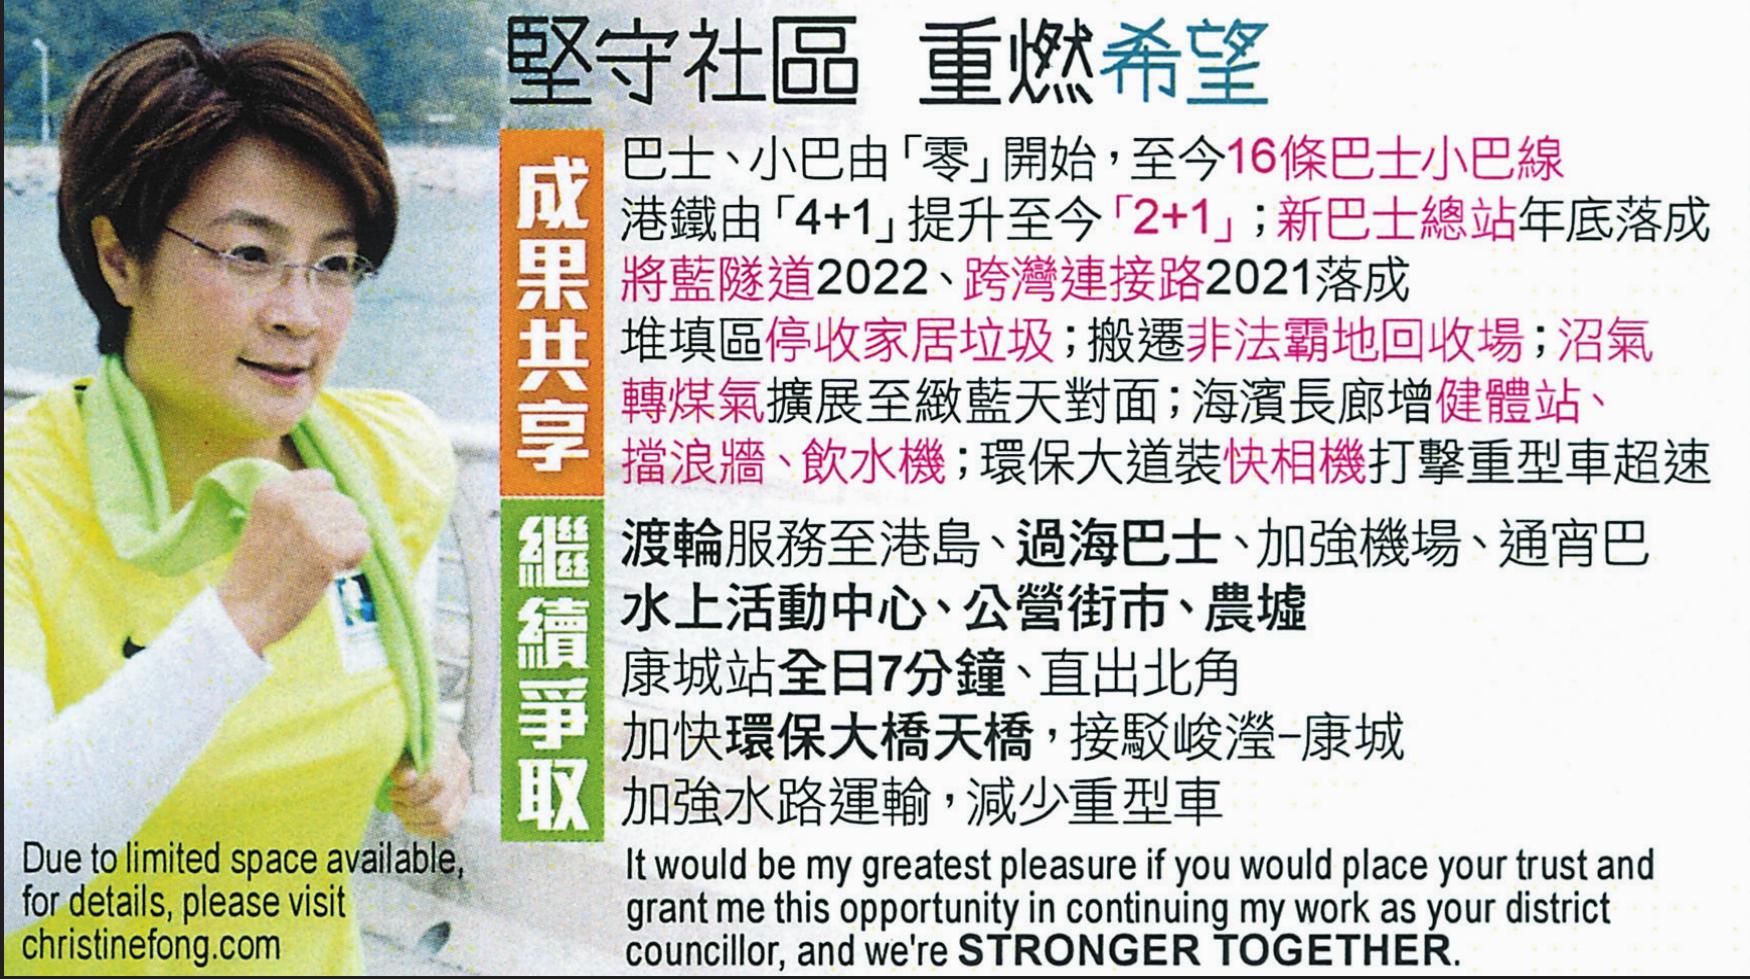 堅守社區 重燃希望
成果共享
巴士、小巴由「零」開始，至今16條巴士小巴線
港鐵由「4+1」提升至今「2+1」；新巴士總站年底落成
將藍隧道2022、跨灣連接路2021落成
堆填區停收家居垃圾；搬遷非法霸地回收場；沼氣
轉煤氣擴展至緻藍天對面；海濱長廊增健體站、
擋浪牆、飲水機；環保大道裝快相機打擊重型車超速
繼續爭取
渡輪服務至港島、過海巴士、加強機場、通宵巴
水上活動中心、公營街市、農墟
康城站全日7分鐘、直出北角
加快環保大橋天橋，接駁峻瀅-康城
加強水路運輸，減少重型車
Due to limited space available,
for details, please visit
christinefong.com
It would be my greatest pleasure if you would place your trust and
grant me this opportunity in continuing my work as your district
councillor, and we're STRONGER TOGETHER.